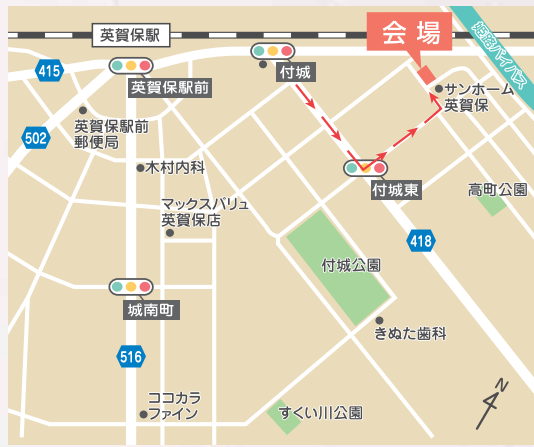 英賀保駅
会場
姫路バイパス
415
付城
英賀保駅前
サンホーム
英賀保
英賀保駅前
郵便局
502
木村内科
付城東
高町公園
マックスバリュ
英賀保店
418
付城公園
城南町
きぬた歯科
516
ココカラ
ファイン
すくい川公園
N